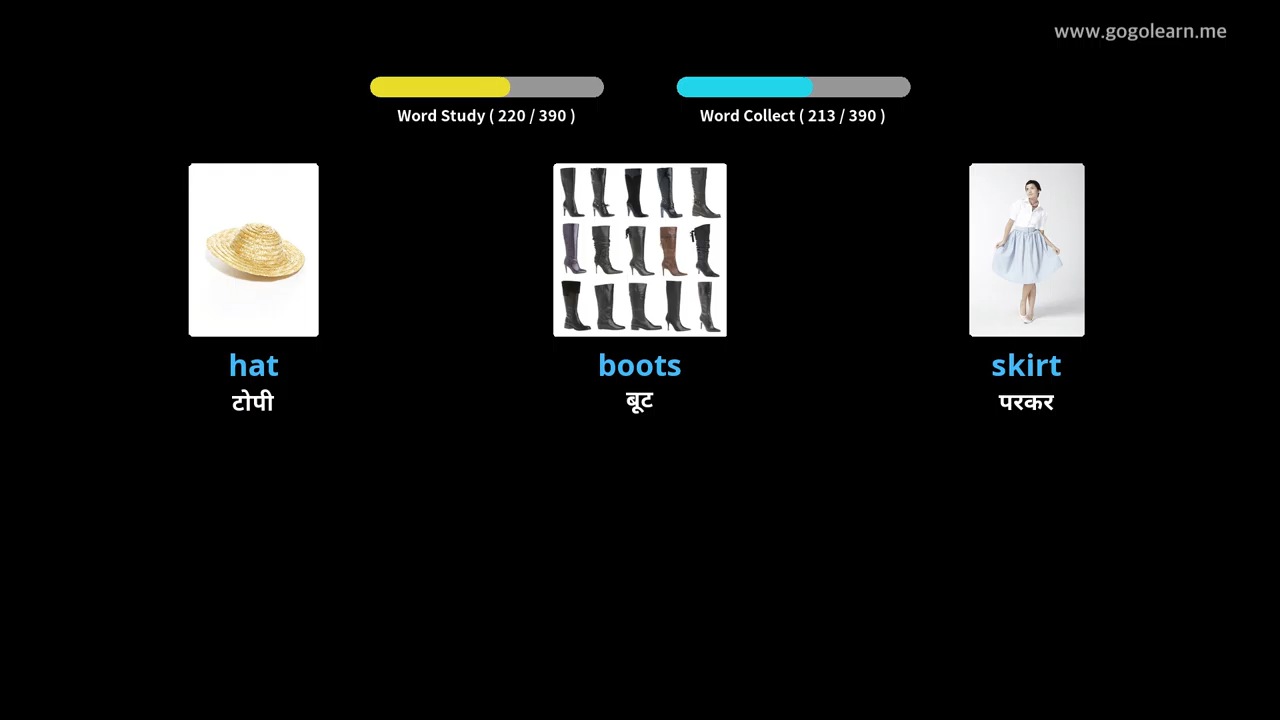 www.gogolearn.me
Word Study ( 220 / 390 )
Word Collect ( 213 / 390 )
hat
boots
skirt
टोपी
बूट
परकर